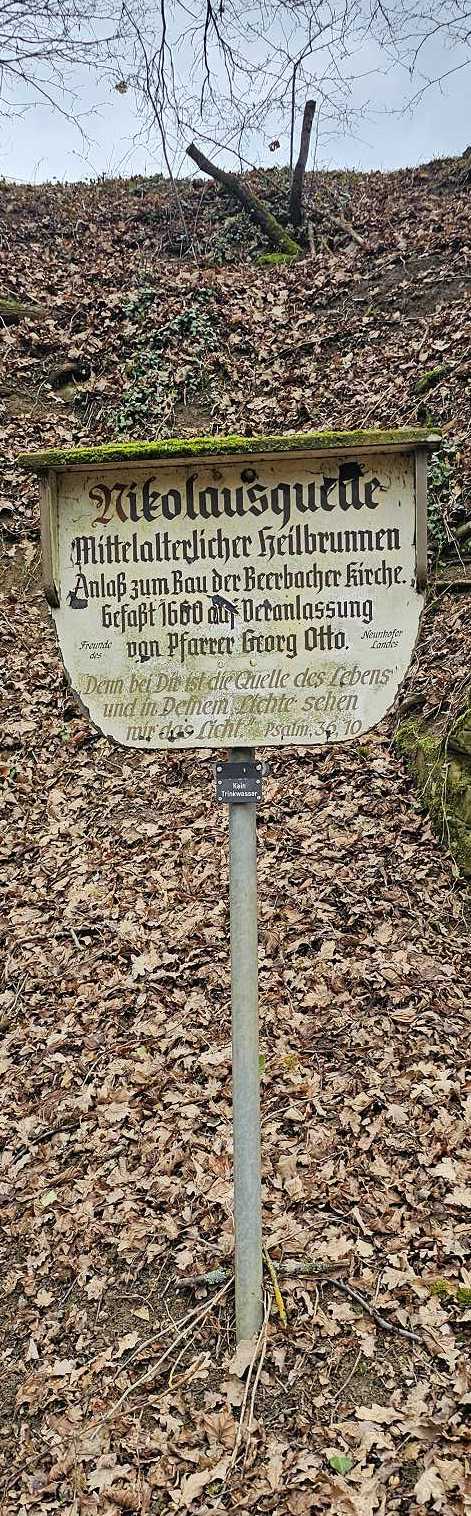 Nikolausquelle
Mittelalterlicher Heilbrunnen
Anlaß zum Bau der Beerbacher Kirche.
Gefaßt 1680 auf Veranlassung
von Pfarrer Georg Otto.
Freunde
des
Neunhofer
Landes
„Denn bei Dir ist die Quelle des Lebens
und in Deinem „Lichte“ sehen
wir das Licht.“ Psalm, 36, 10
Kein
Trinkwasser